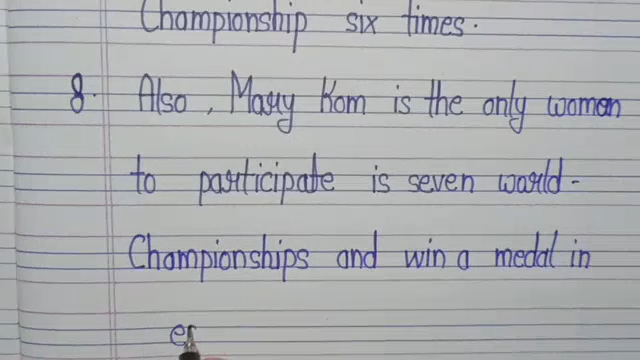 Championship six times.
8. Also, Mary Kom is the only woman
to participate is seven world-
Championships and win a medal in
e